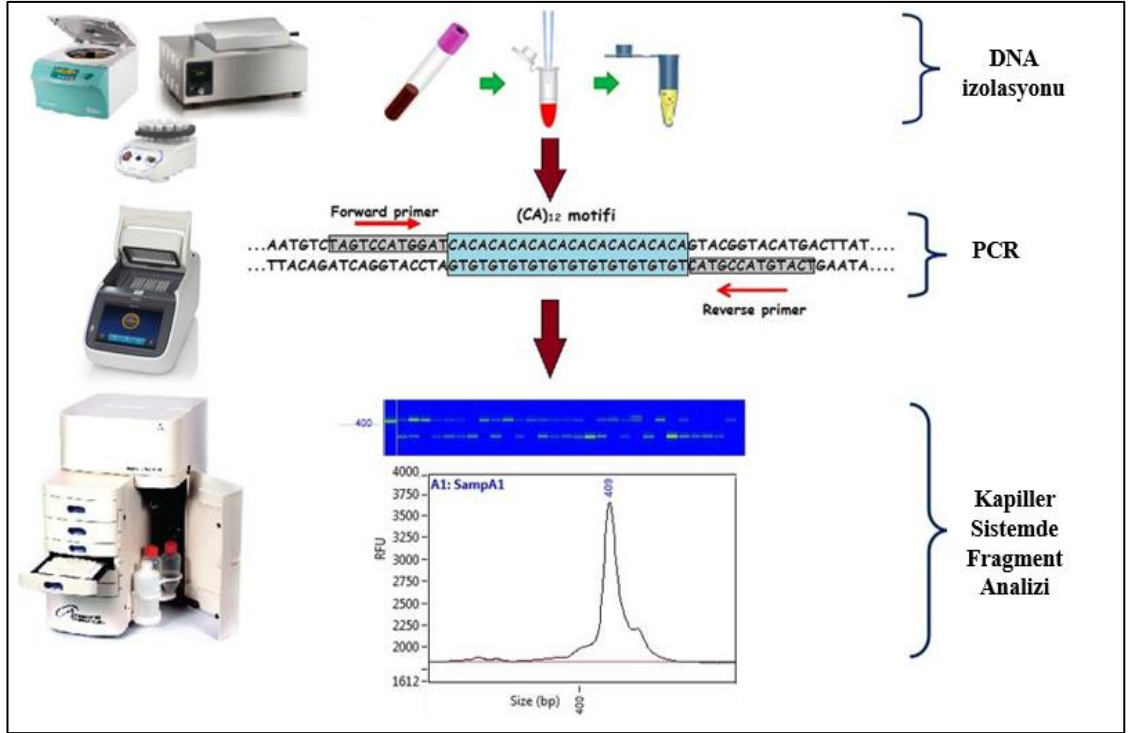 DNA
izolasyonu
Forward primer
(CA)₁₂ motifi
...AATGTCTAGTCCATGGATCACACACACACACACACACACACAGTACGGTACATGACTTAT....
...TTACAGATCAGGTACCTAGTGTGTGTGTGTGTGTGTGTGTGTCATGCCATGTACTGAATA....
Reverse primer
PCR
400
4000
A1: SampA1
409
3750
3500
3250
3000
RFU
2750
2500
2250
2000
1612
Size (bp)
400
Kapiller
Sistemde
Fragment
Analizi